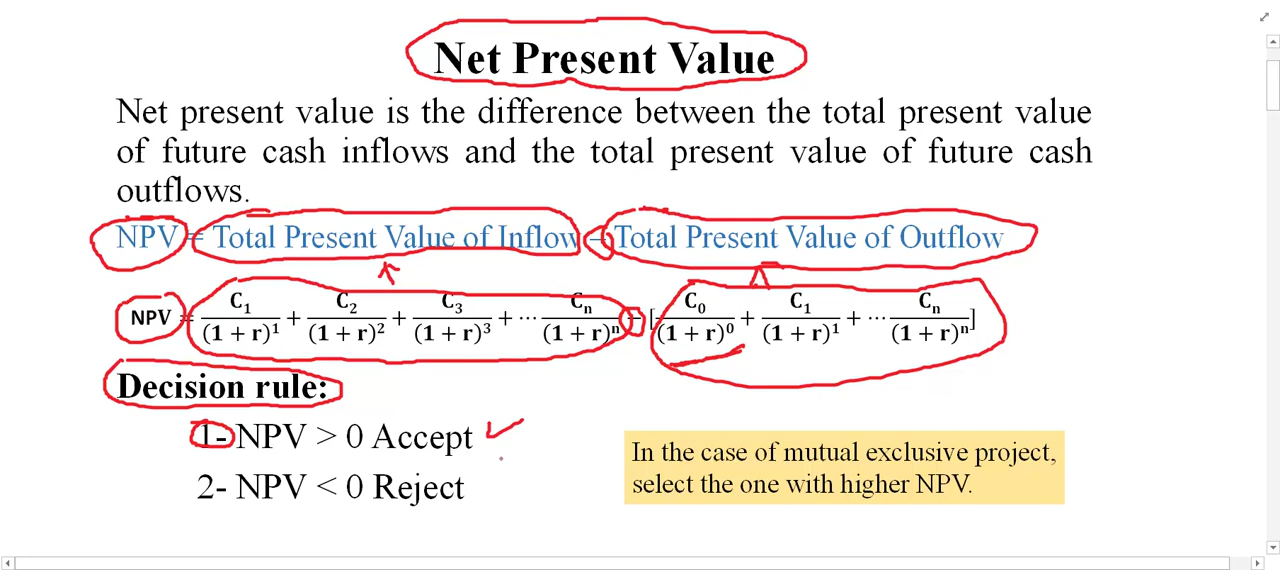 Net Present Value
Net present value is the difference between the total present value
of future cash inflows and the total present value of future cash
outflows.
NPV = Total Present Value of Inflow – Total Present Value of Outflow
NPV = C₁/(1 + r)¹ + C₂/(1 + r)² + C₃/(1 + r)³ + ⋯ Cₙ/(1 + r)ⁿ − [C₀/(1 + r)⁰ + C₁/(1 + r)¹ + ⋯ Cₙ/(1 + r)ⁿ]
Decision rule:
1- NPV > 0 Accept
2- NPV < 0 Reject
In the case of mutual exclusive project,
select the one with higher NPV.